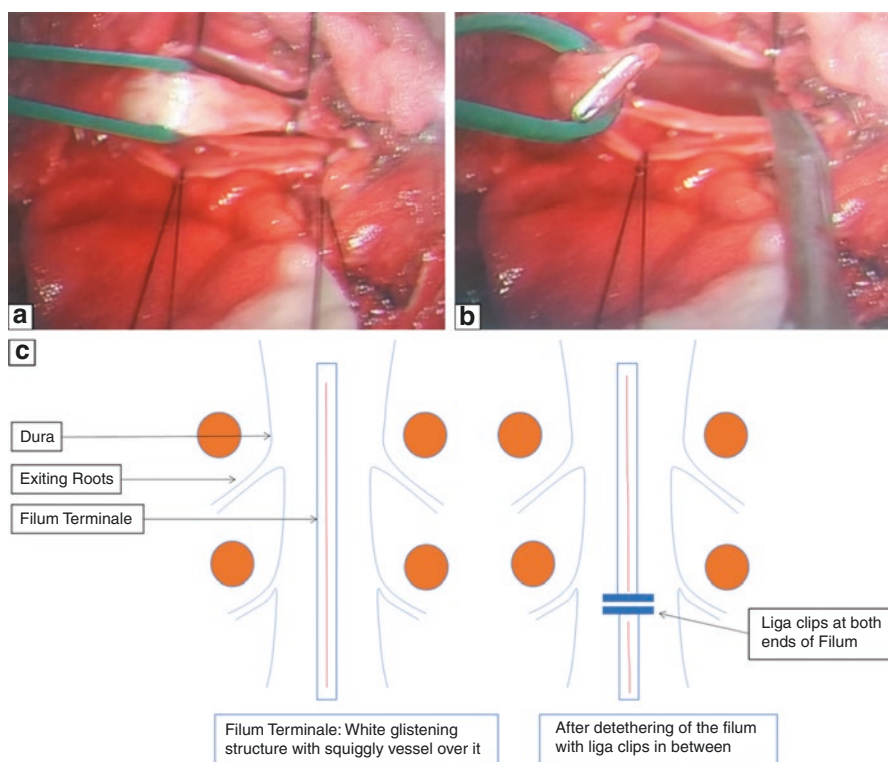 a
b
c
Dura
Exiting Roots
Filum Terminale
Liga clips at both
ends of Filum
Filum Terminale: White glistening
structure with squiggly vessel over it
After detethering of the filum
with liga clips in between